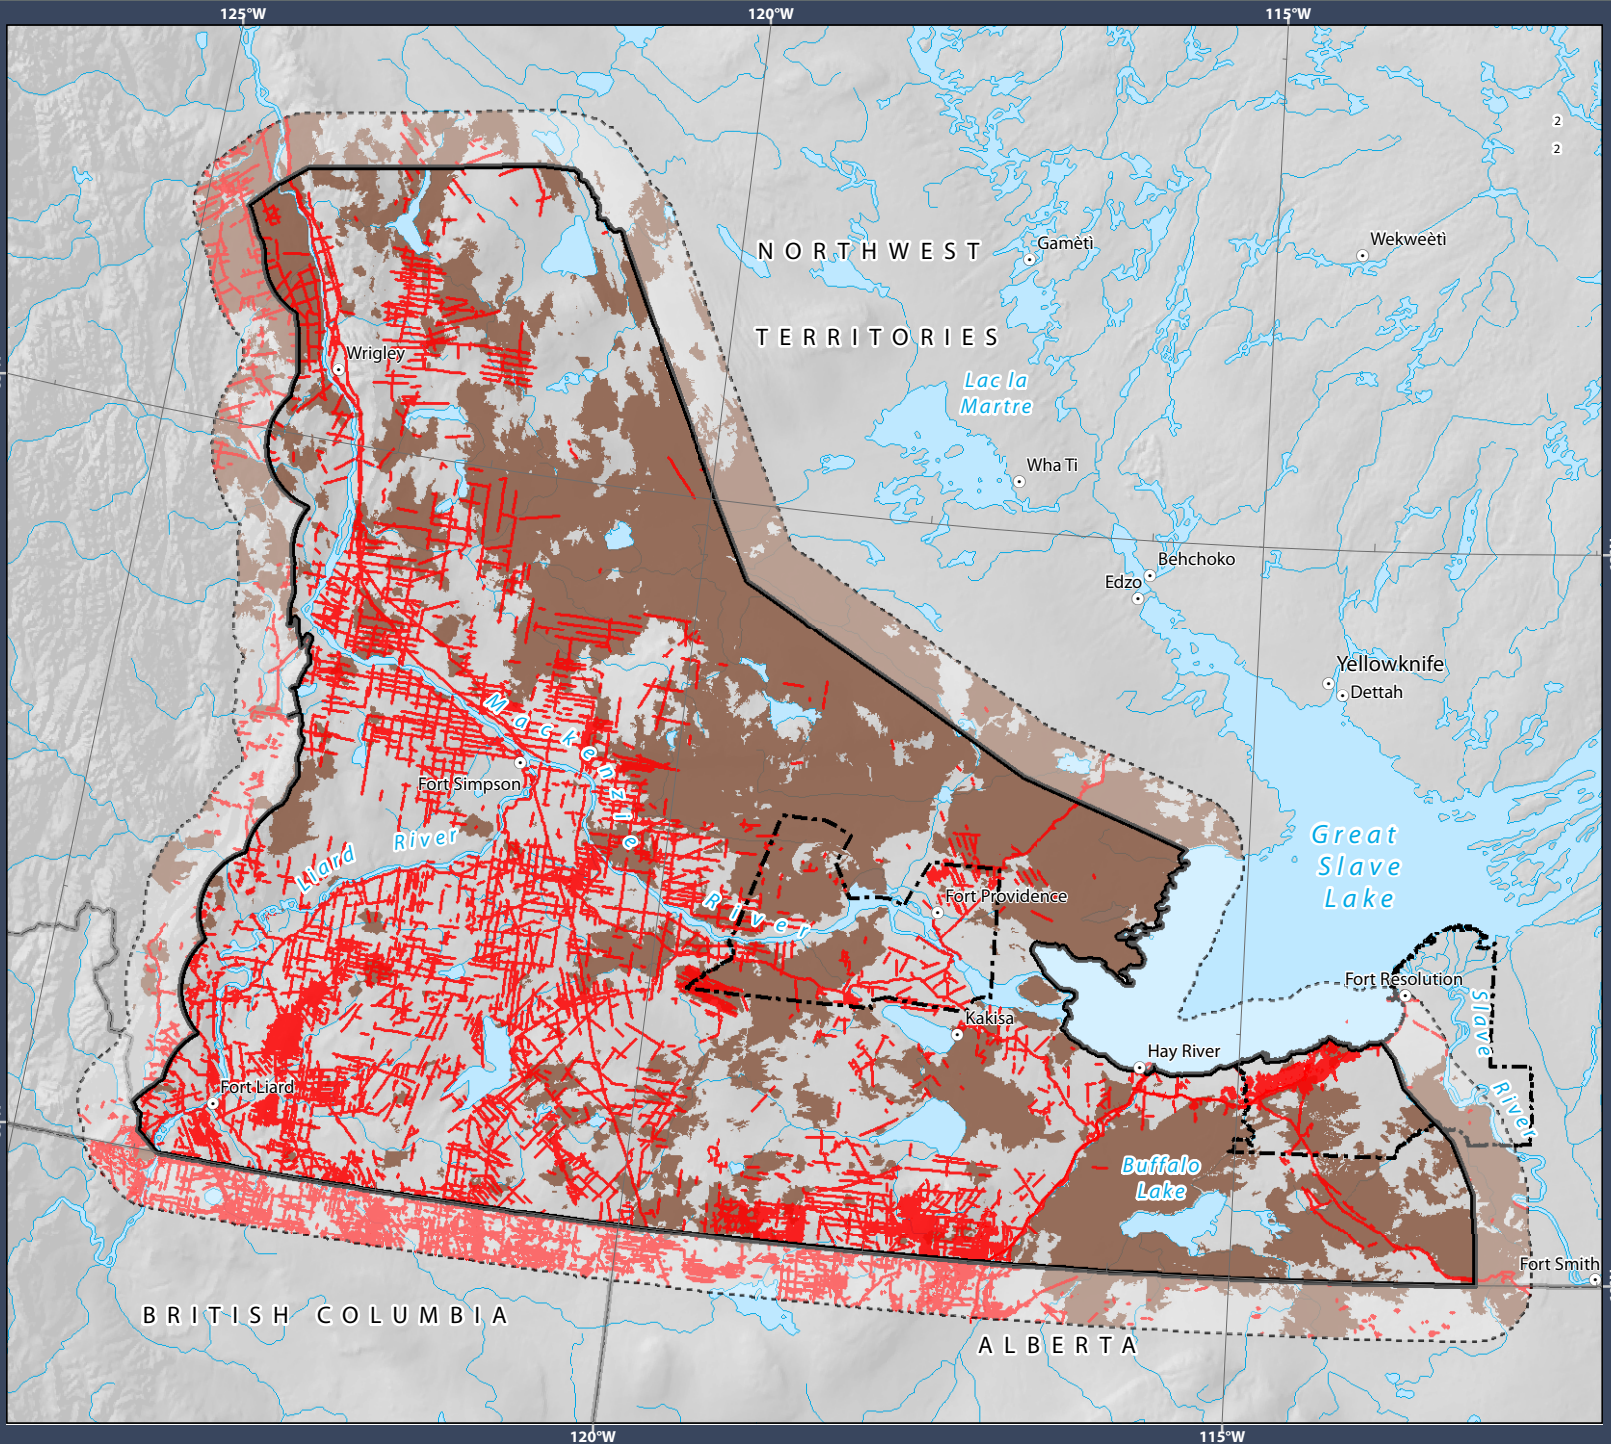 125°W
120°W
115°W
2
2
NORTHWEST
TERRITORIES
Gamètì
Wekweètì
Wrigley
Lac la
Martre
Wha Ti
Behchoko
Edzo
Yellowknife
Dettah
Mackenzie
River
Fort Simpson
Liard River
Great
Slave
Lake
Fort Providence
Fort Resolution
Slave
River
Kakisa
Hay River
Fort Liard
Buffalo
Lake
Fort Smith
BRITISH COLUMBIA
ALBERTA
120°W
115°W